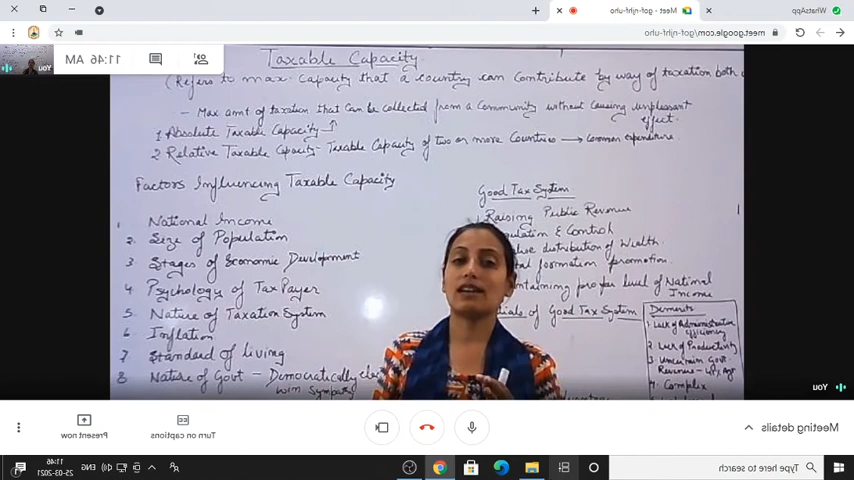 WhatsApp
Meet - gof-njhf-uho
meet.google.com/gof-njhf-uho
11:46 AM
Taxable Capacity
(Refers to max. Capacity that a country can contribute by way of taxation both
- Max amt of taxation that can be collected from a Community without causing unpleasant effect.
1 Absolute Taxable Capacity
2 Relative Taxable Capacity - Taxable Capacity of two or more Countries → common expenditure
Factors Influencing Taxable Capacity
1 National Income
2. Size of Population
3 Stages of Economic Development
4 Psychology of Tax Payer
5 Nature of Taxation System
6 Inflation
7 Standard of Living
8 Nature of Govt - Democratically
win Sympathy
Good Tax System
Raising Public Revenue
& Control
distribution of Wealth.
formation promotion.
proper level of National Income
of Good Tax System
Demerits
1. Lack of Administrative Efficiency
2. Lack of Productivity
3. Uncertain Govt. Revenues -
4. Complex
You
You
Meeting details
Turn on captions
Present now
Type here to search
ENG
11:46
25-03-2021